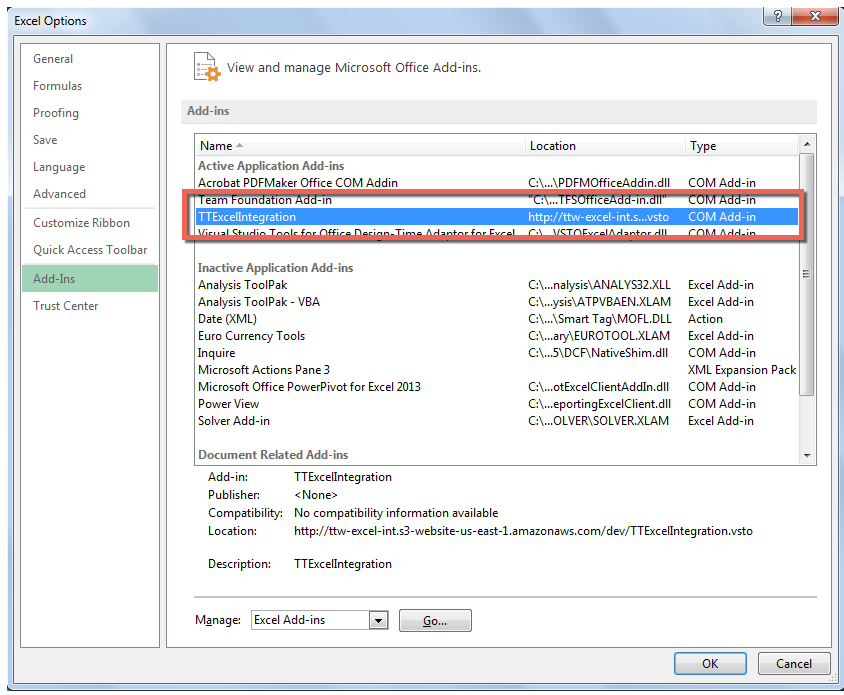 Excel Options
General
Formulas
Proofing
Save
Language
Advanced
Customize Ribbon
Quick Access Toolbar
Add-Ins
Trust Center
View and manage Microsoft Office Add-ins.
Add-ins
Name Location Type
Active Application Add-ins
Acrobat PDFMaker Office COM Addin C:\...\PDFMOfficeAddin.dll COM Add-in
Team Foundation Add-in "C:\...TFSOfficeAdd-in.dll" COM Add-in
TTExcelIntegration http://ttw-excel-int.s...vsto COM Add-in
Visual Studio Tools for Office Design-Time Adaptor for Excel C:\...VSTOExcelAdaptor.dll COM Add-in
Inactive Application Add-ins
Analysis ToolPak C:\...nalysis\ANALYS32.XLL Excel Add-in
Analysis ToolPak - VBA C:\...ysis\ATPVBAEN.XLAM Excel Add-in
Date (XML) C:\...\Smart Tag\MOFL.DLL Action
Euro Currency Tools C:\...ary\EUROTOOL.XLAM Excel Add-in
Inquire C:\...5\DCF\NativeShim.dll COM Add-in
Microsoft Actions Pane 3 XML Expansion Pack
Microsoft Office PowerPivot for Excel 2013 C:\...otExcelClientAddIn.dll COM Add-in
Power View C:\...eportingExcelClient.dll COM Add-in
Solver Add-in C:\...OLVER\SOLVER.XLAM Excel Add-in
Document Related Add-ins
Add-in: TTExcelIntegration
Publisher: <None>
Compatibility: No compatibility information available
Location: http://ttw-excel-int.s3-website-us-east-1.amazonaws.com/dev/TTExcelIntegration.vsto
Description: TTExcelIntegration
Manage: Excel Add-ins Go...
OK Cancel